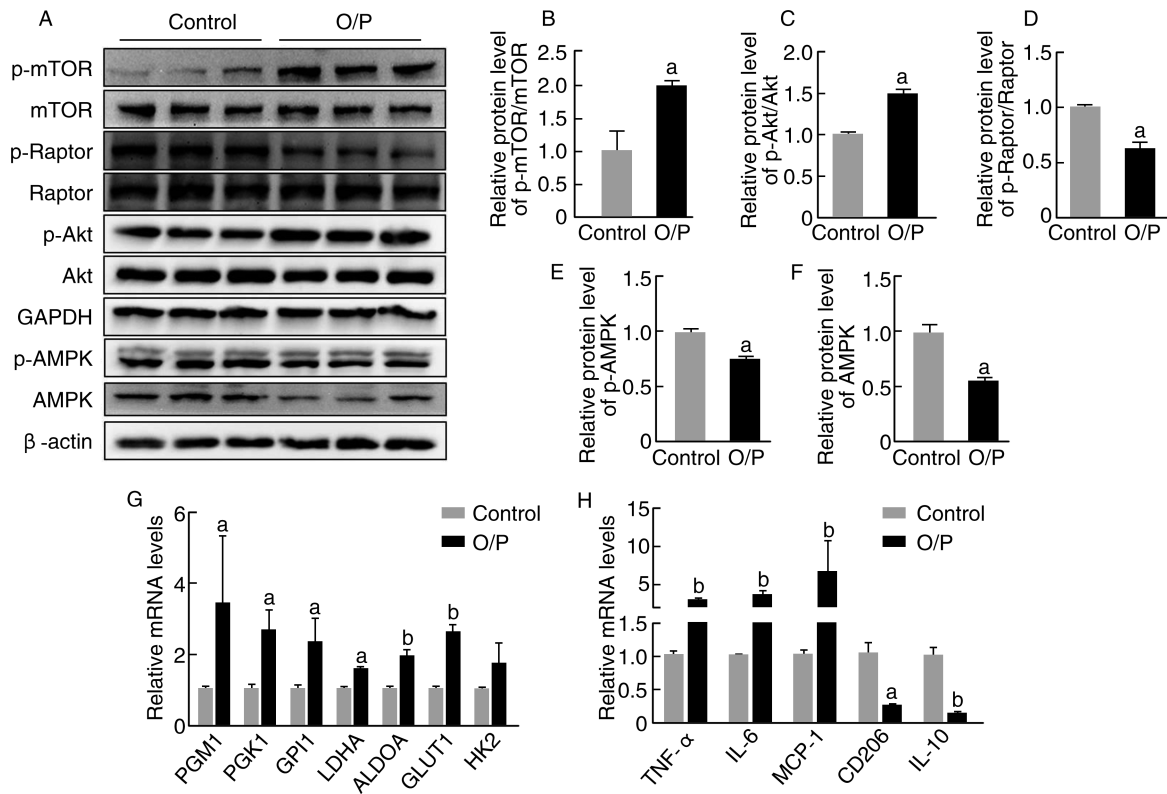 A
Control
O/P
p-mTOR
mTOR
p-Raptor
Raptor
p-Akt
Akt
GAPDH
p-AMPK
AMPK
β -actin
B
Relative protein level
of p-mTOR/mTOR
2.5
2.0
1.5
1.0
0.5
0
a
Control O/P
C
Relative protein level
of p-Akt/Akt
2.0
1.5
1.0
0.5
0
a
Control O/P
D
Relative protein level
of p-Raptor/Raptor
1.5
1.0
0.5
0
a
Control O/P
E
Relative protein level
of p-AMPK
1.5
1.0
0.5
0
a
Control O/P
F
Relative protein level
of AMPK
1.5
1.0
0.5
0
a
Control O/P
G
Relative mRNA levels
6
4
2
0
Control
O/P
a
a
a
a
b
b
PGM1
PGK1
GPI1
LDHA
ALDOA
GLUT1
HK2
H
Relative mRNA levels
15
10
5
1.5
1.0
0.5
0
Control
O/P
b
b
b
a
b
TNF-α
IL-6
MCP-1
CD206
IL-10